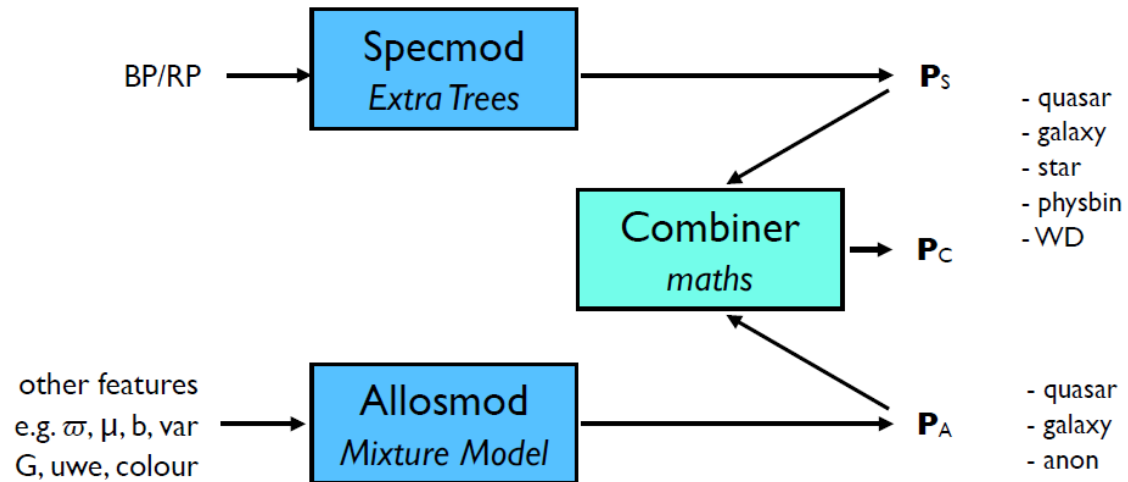 BP/RP
Specmod
Extra Trees
PS
- quasar
- galaxy
- star
- physbin
- WD
Combiner
maths
PC
other features
e.g. ϖ, μ, b, var
G, uwe, colour
Allosmod
Mixture Model
PA
- quasar
- galaxy
- anon